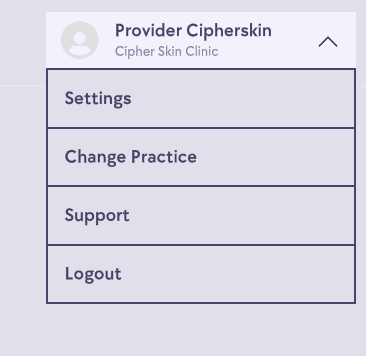 Provider Cipherskin
Cipher Skin Clinic
Settings
Change Practice
Support
Logout